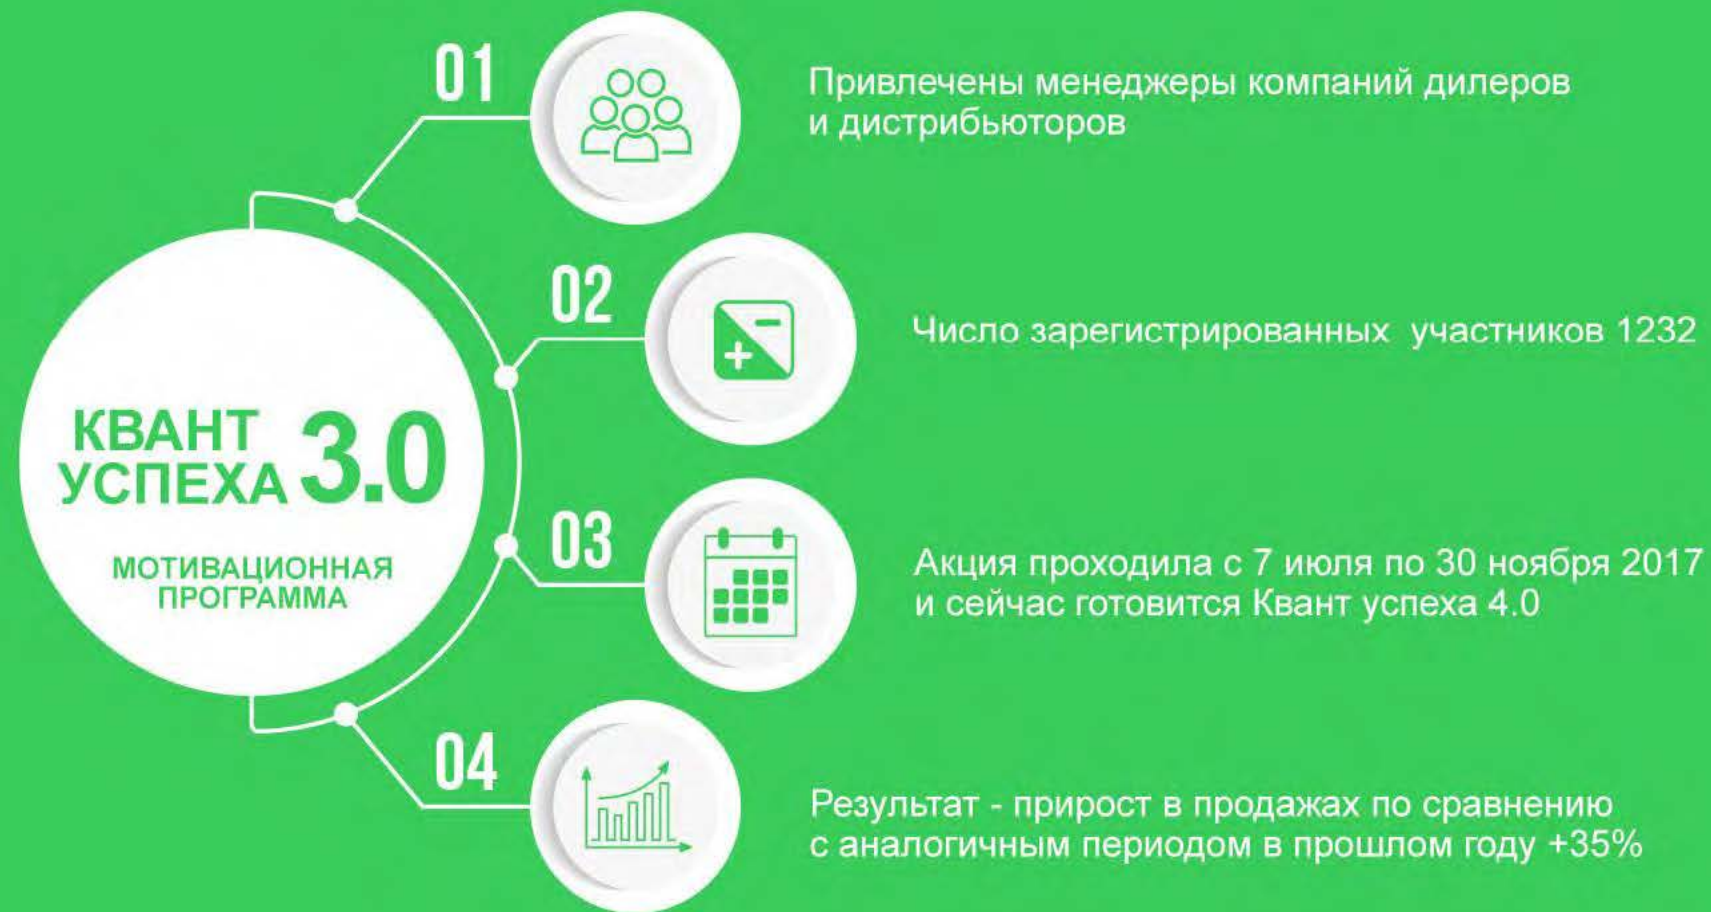 КВАНТ
УСПЕХА 3.0
МОТИВАЦИОННАЯ
ПРОГРАММА
01
Привлечены менеджеры компаний дилеров
и дистрибьюторов
02
Число зарегистрированных участников 1232
03
Акция проходила с 7 июля по 30 ноября 2017
и сейчас готовится Квант успеха 4.0
04
Результат - прирост в продажах по сравнению
с аналогичным периодом в прошлом году +35%